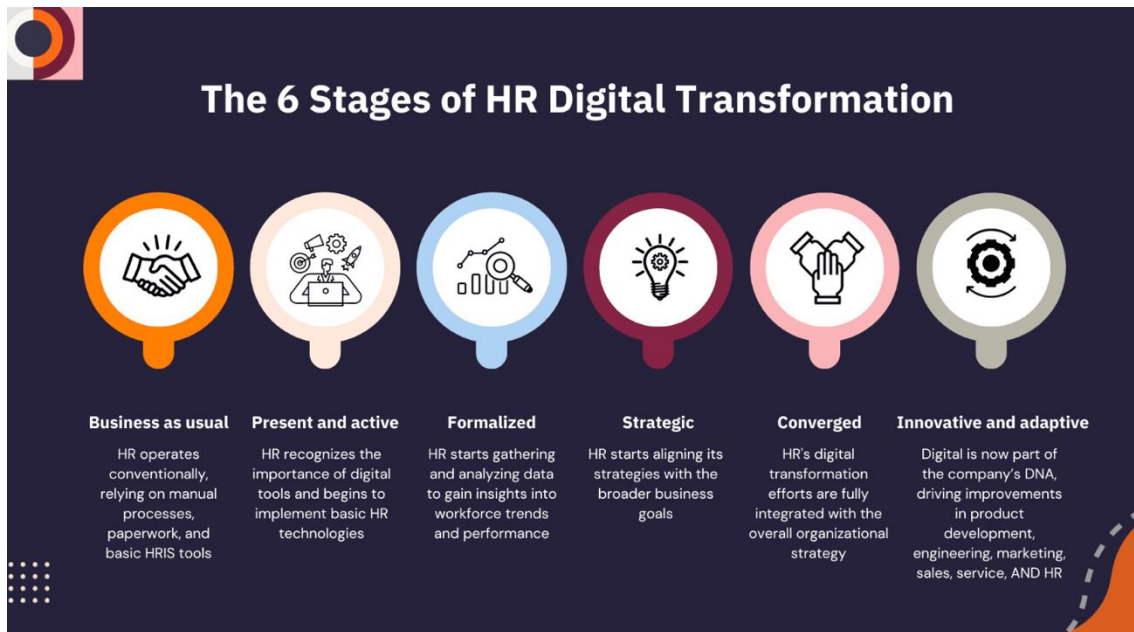 The 6 Stages of HR Digital Transformation
Business as usual
HR operates
conventionally,
relying on manual
processes,
paperwork, and
basic HRIS tools
Present and active
HR recognizes the
importance of digital
tools and begins to
implement basic HR
technologies
Formalized
HR starts gathering
and analyzing data
to gain insights into
workforce trends
and performance
Strategic
HR starts aligning its
strategies with the
broader business
goals
Converged
HR's digital
transformation
efforts are fully
integrated with the
overall organizational
strategy
Innovative and adaptive
Digital is now part of
the company's DNA,
driving improvements
in product
development,
engineering, marketing,
sales, service, AND HR